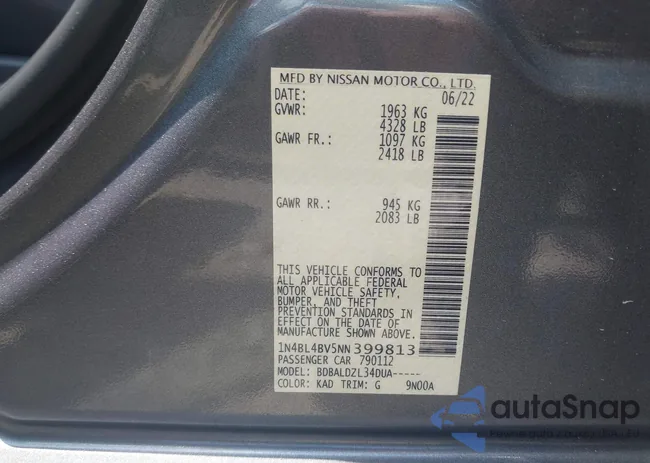 MFD BY NISSAN MOTOR CO., LTD.
DATE: 06/22
GVWR: 1963 KG
4328 LB
GAWR FR.: 1097 KG
2418 LB
GAWR RR.: 945 KG
2083 LB
THIS VEHICLE CONFORMS TO
ALL APPLICABLE FEDERAL
MOTOR VEHICLE SAFETY,
BUMPER, AND THEFT
PREVENTION STANDARDS IN
EFFECT ON THE DATE OF
MANUFACTURE SHOWN ABOVE.
1N4BL4BV5NN399813
PASSENGER CAR 790112
MODEL: BDBALDZL34DUA-----
COLOR: KAD TRIM: G 9N00A
autoSnap